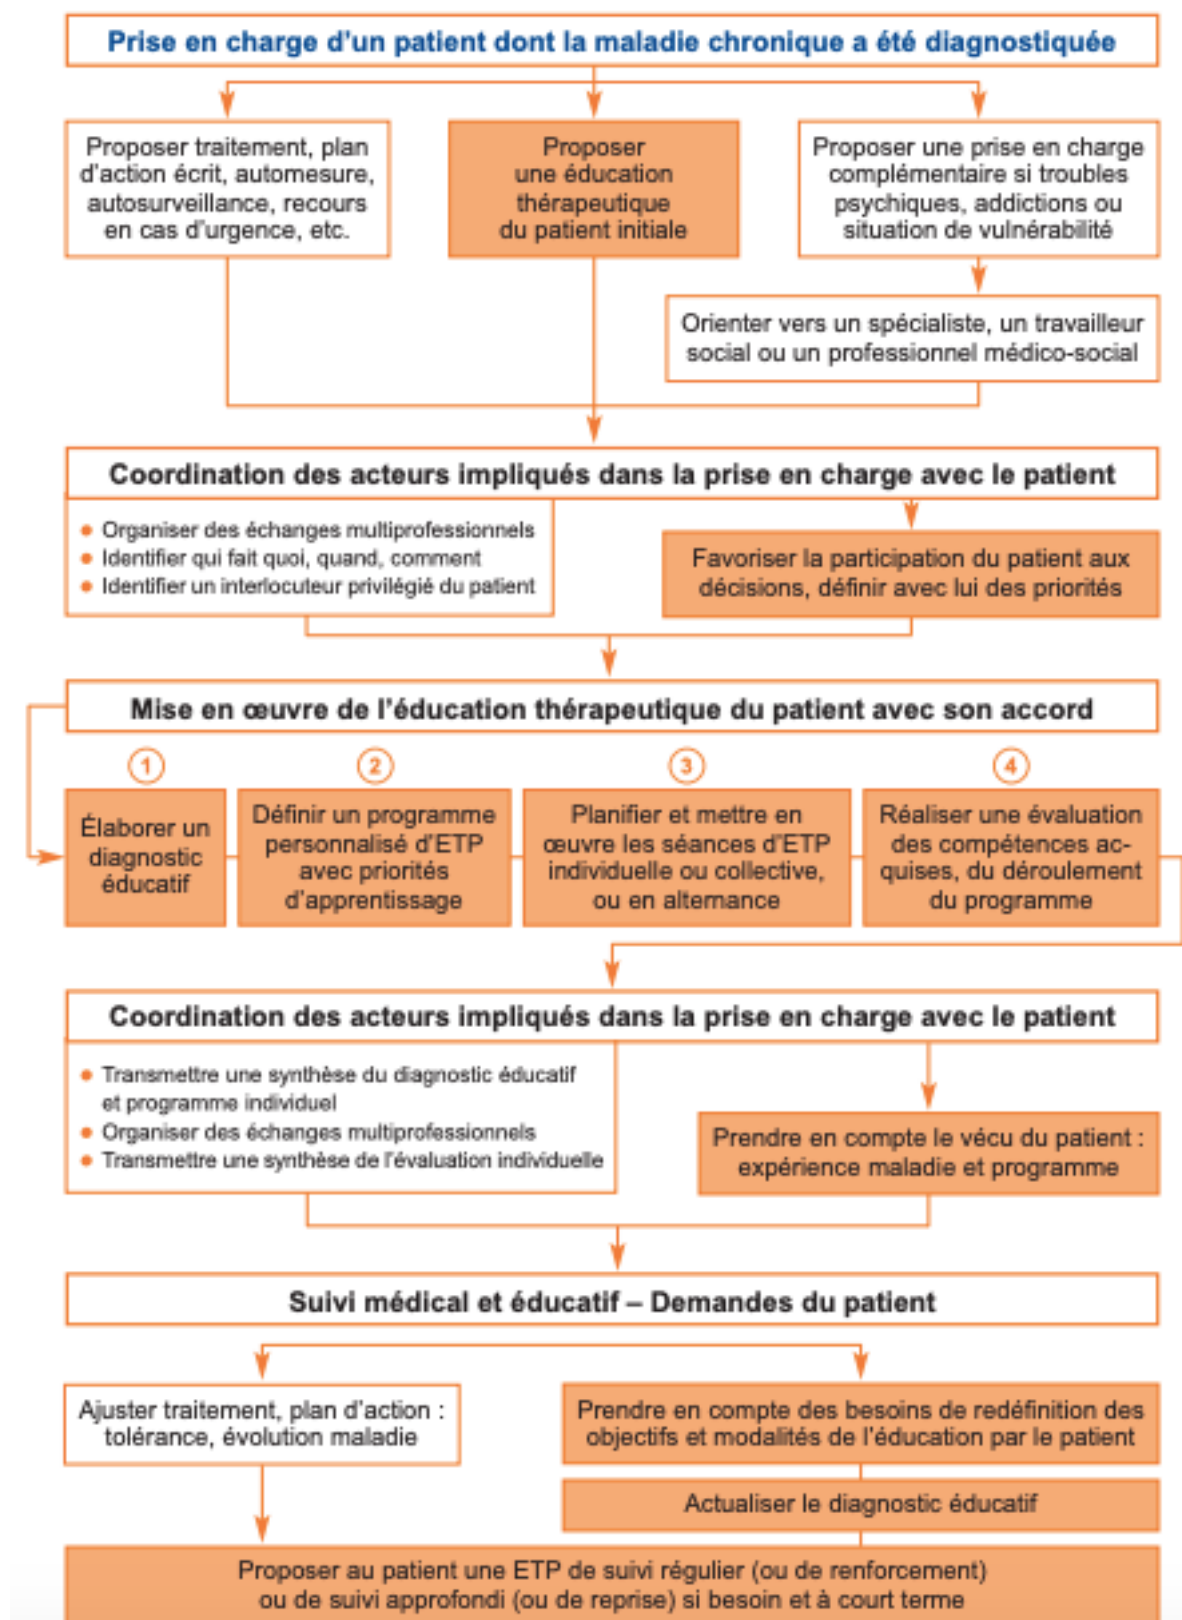 Prise en charge d'un patient dont la maladie chronique a été diagnostiquée
Proposer traitement, plan
d'action écrit, automesure,
autosurveillance, recours
en cas d'urgence, etc.
Proposer
une éducation
thérapeutique
du patient initiale
Proposer une prise en charge
complémentaire si troubles
psychiques, addictions ou
situation de vulnérabilité
Orienter vers un spécialiste, un travailleur
social ou un professionnel médico-social
Coordination des acteurs impliqués dans la prise en charge avec le patient
• Organiser des échanges multiprofessionnels
• Identifier qui fait quoi, quand, comment
• Identifier un interlocuteur privilégié du patient
Favoriser la participation du patient aux
décisions, définir avec lui des priorités
Mise en œuvre de l'éducation thérapeutique du patient avec son accord
1
Élaborer un
diagnostic
éducatif
2
Définir un programme
personnalisé d'ETP
avec priorités
d'apprentissage
3
Planifier et mettre en
œuvre les séances d'ETP
individuelle ou collective,
ou en alternance
4
Réaliser une évaluation
des compétences ac-
quises, du déroulement
du programme
Coordination des acteurs impliqués dans la prise en charge avec le patient
• Transmettre une synthèse du diagnostic éducatif
et programme individuel
• Organiser des échanges multiprofessionnels
• Transmettre une synthèse de l'évaluation individuelle
Prendre en compte le vécu du patient :
expérience maladie et programme
Suivi médical et éducatif – Demandes du patient
Ajuster traitement, plan d'action :
tolérance, évolution maladie
Prendre en compte des besoins de redéfinition des
objectifs et modalités de l'éducation par le patient
Actualiser le diagnostic éducatif
Proposer au patient une ETP de suivi régulier (ou de renforcement)
ou de suivi approfondi (ou de reprise) si besoin et à court terme